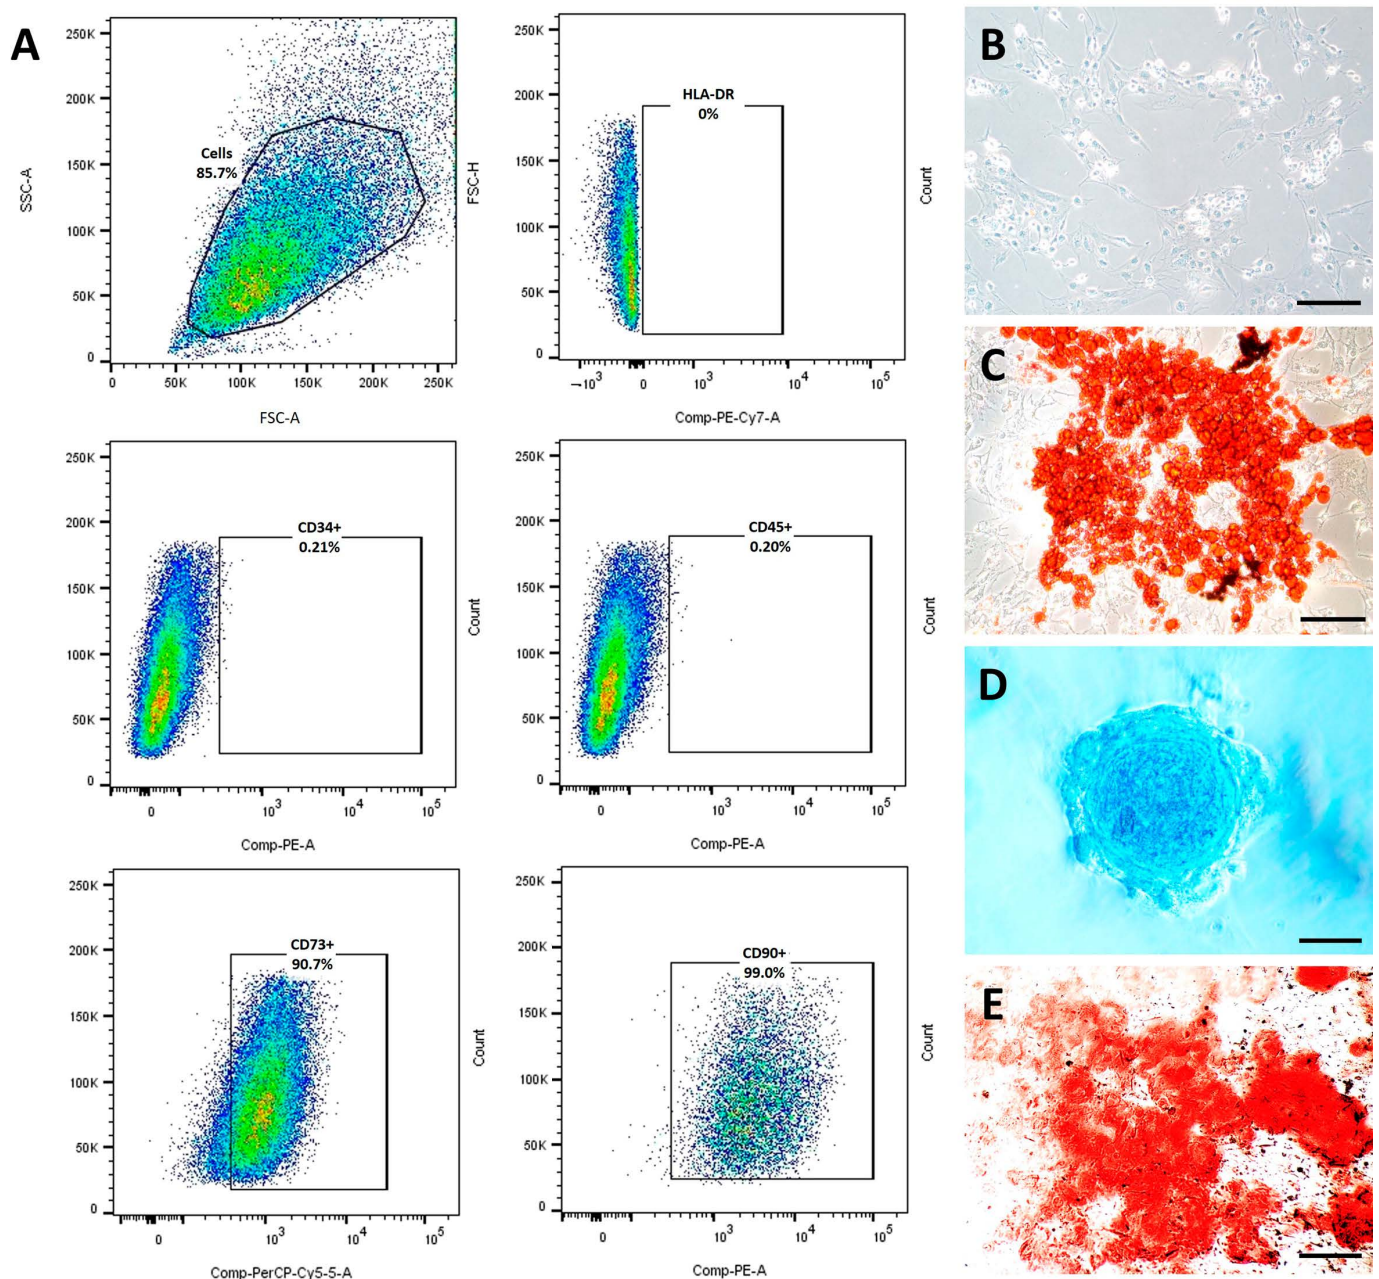 A
250K
200K
150K
100K
50K
0
SSC-A
Cells
85.7%
0
50K
100K
150K
200K
250K
FSC-A
250K
200K
150K
100K
50K
0
FSC-H
HLA-DR
0%
−10³
0
10³
10⁴
10⁵
Comp-PE-Cy7-A
Count
250K
200K
150K
100K
50K
0
CD34+
0.21%
0
10³
10⁴
10⁵
Comp-PE-A
Count
250K
200K
150K
100K
50K
0
CD45+
0.20%
0
10³
10⁴
10⁵
Comp-PE-A
Count
250K
200K
150K
100K
50K
0
CD73+
90.7%
0
10³
10⁴
10⁵
Comp-PerCP-Cy5-5-A
Count
250K
200K
150K
100K
50K
0
CD90+
99.0%
0
10³
10⁴
10⁵
Comp-PE-A
Count
B
C
D
E